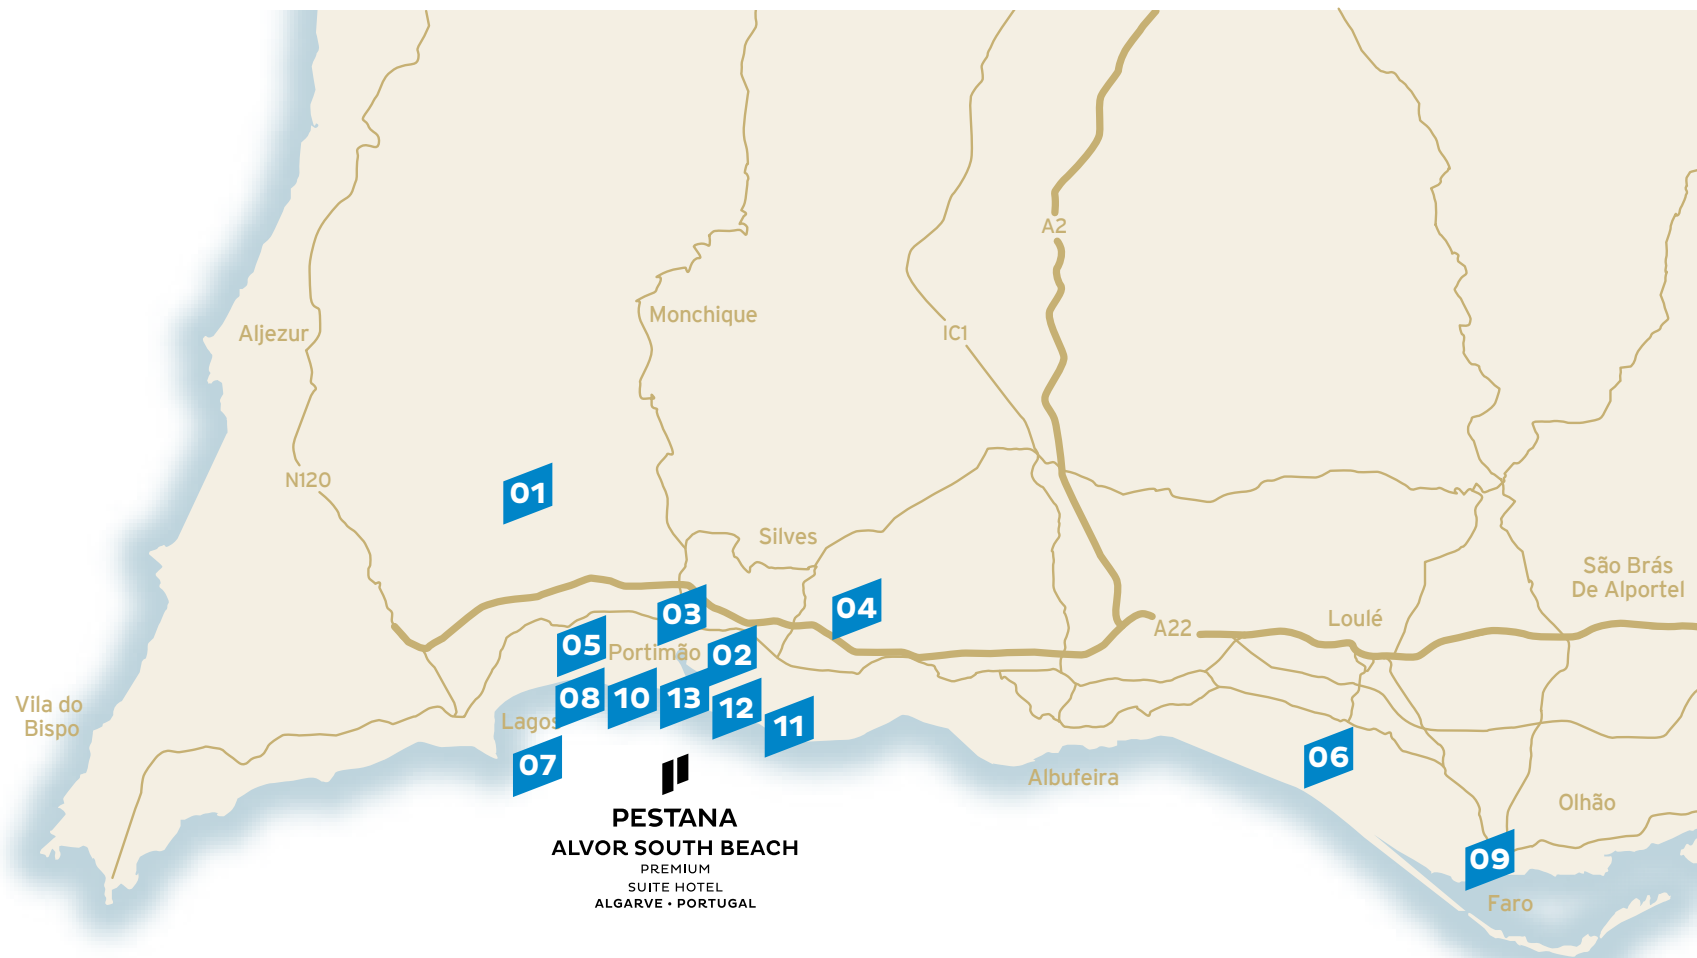 A2
Monchique
IC1
Aljezur
N120
01
Silves
São Brás
De Alportel
03
04
Loulé
A22
05
Portimão
02
08
10
13
12
11
Vila do
Bispo
Lagos
07
06
Albufeira
Olhão
PESTANA
ALVOR SOUTH BEACH
PREMIUM
SUITE HOTEL
ALGARVE • PORTUGAL
09
Faro